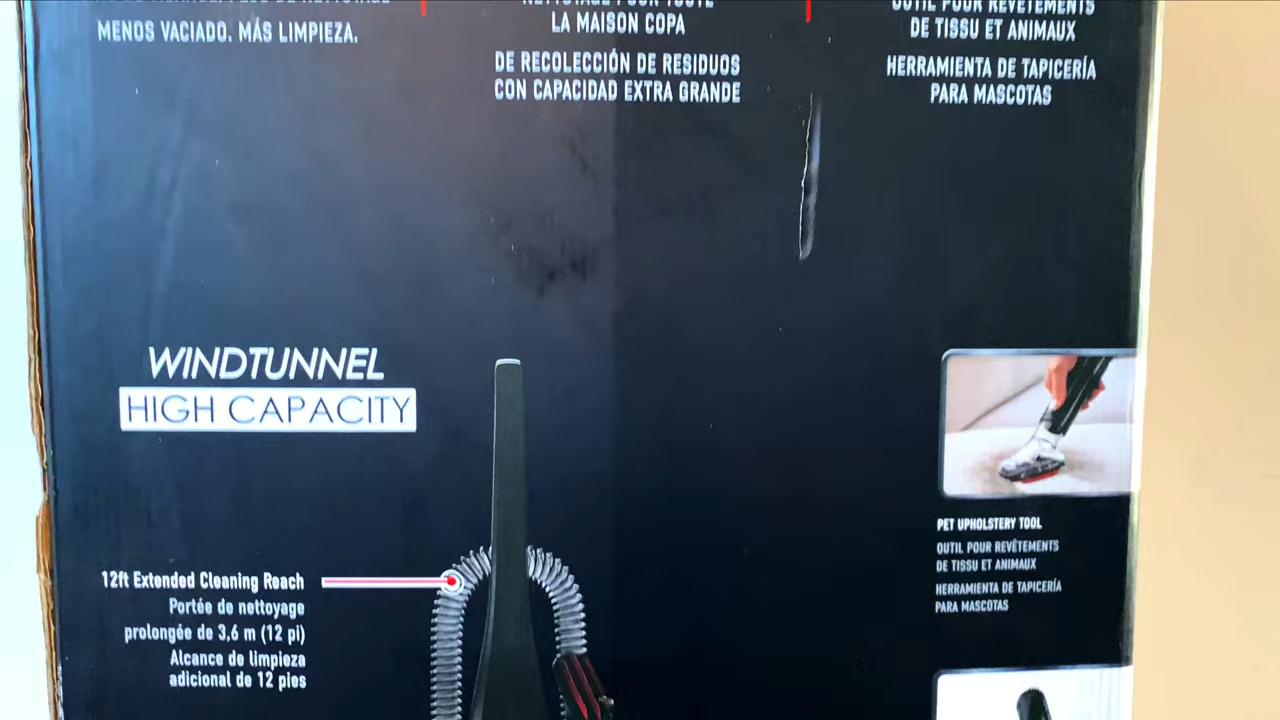 MENOS VACIADO. MÁS LIMPIEZA.
LA MAISON COPA
DE RECOLECCIÓN DE RESIDUOS
CON CAPACIDAD EXTRA GRANDE
OUTIL POUR REVÊTEMENTS
DE TISSU ET ANIMAUX
HERRAMIENTA DE TAPICERÍA
PARA MASCOTAS
WINDTUNNEL
HIGH CAPACITY
12ft Extended Cleaning Reach
Portée de nettoyage
prolongée de 3,6 m (12 pi)
Alcance de limpieza
adicional de 12 pies
PET UPHOLSTERY TOOL
OUTIL POUR REVÊTEMENTS
DE TISSU ET ANIMAUX
HERRAMIENTA DE TAPICERÍA
PARA MASCOTAS